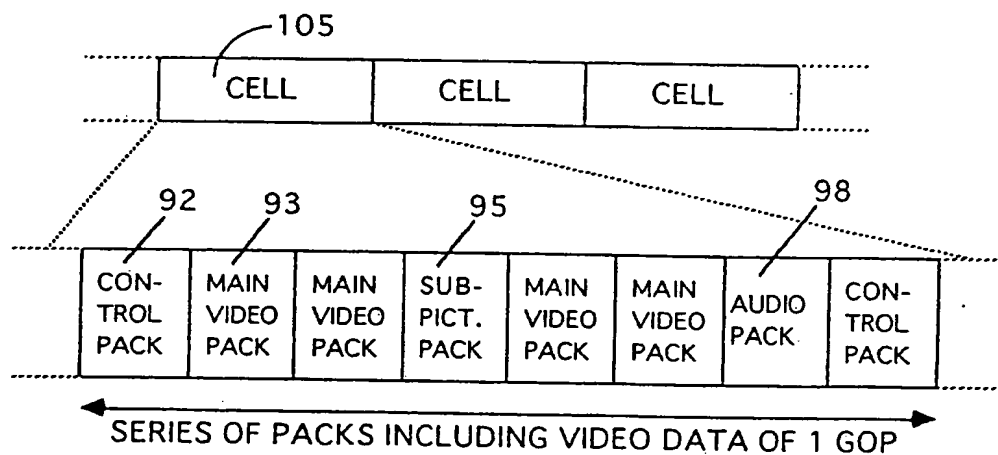 105
CELL CELL CELL
92 93 95 98
CON- MAIN MAIN SUB- MAIN MAIN AUDIO CON-
TROL VIDEO VIDEO PICT. VIDEO VIDEO PACK TROL
PACK PACK PACK PACK PACK PACK PACK
SERIES OF PACKS INCLUDING VIDEO DATA OF 1 GOP